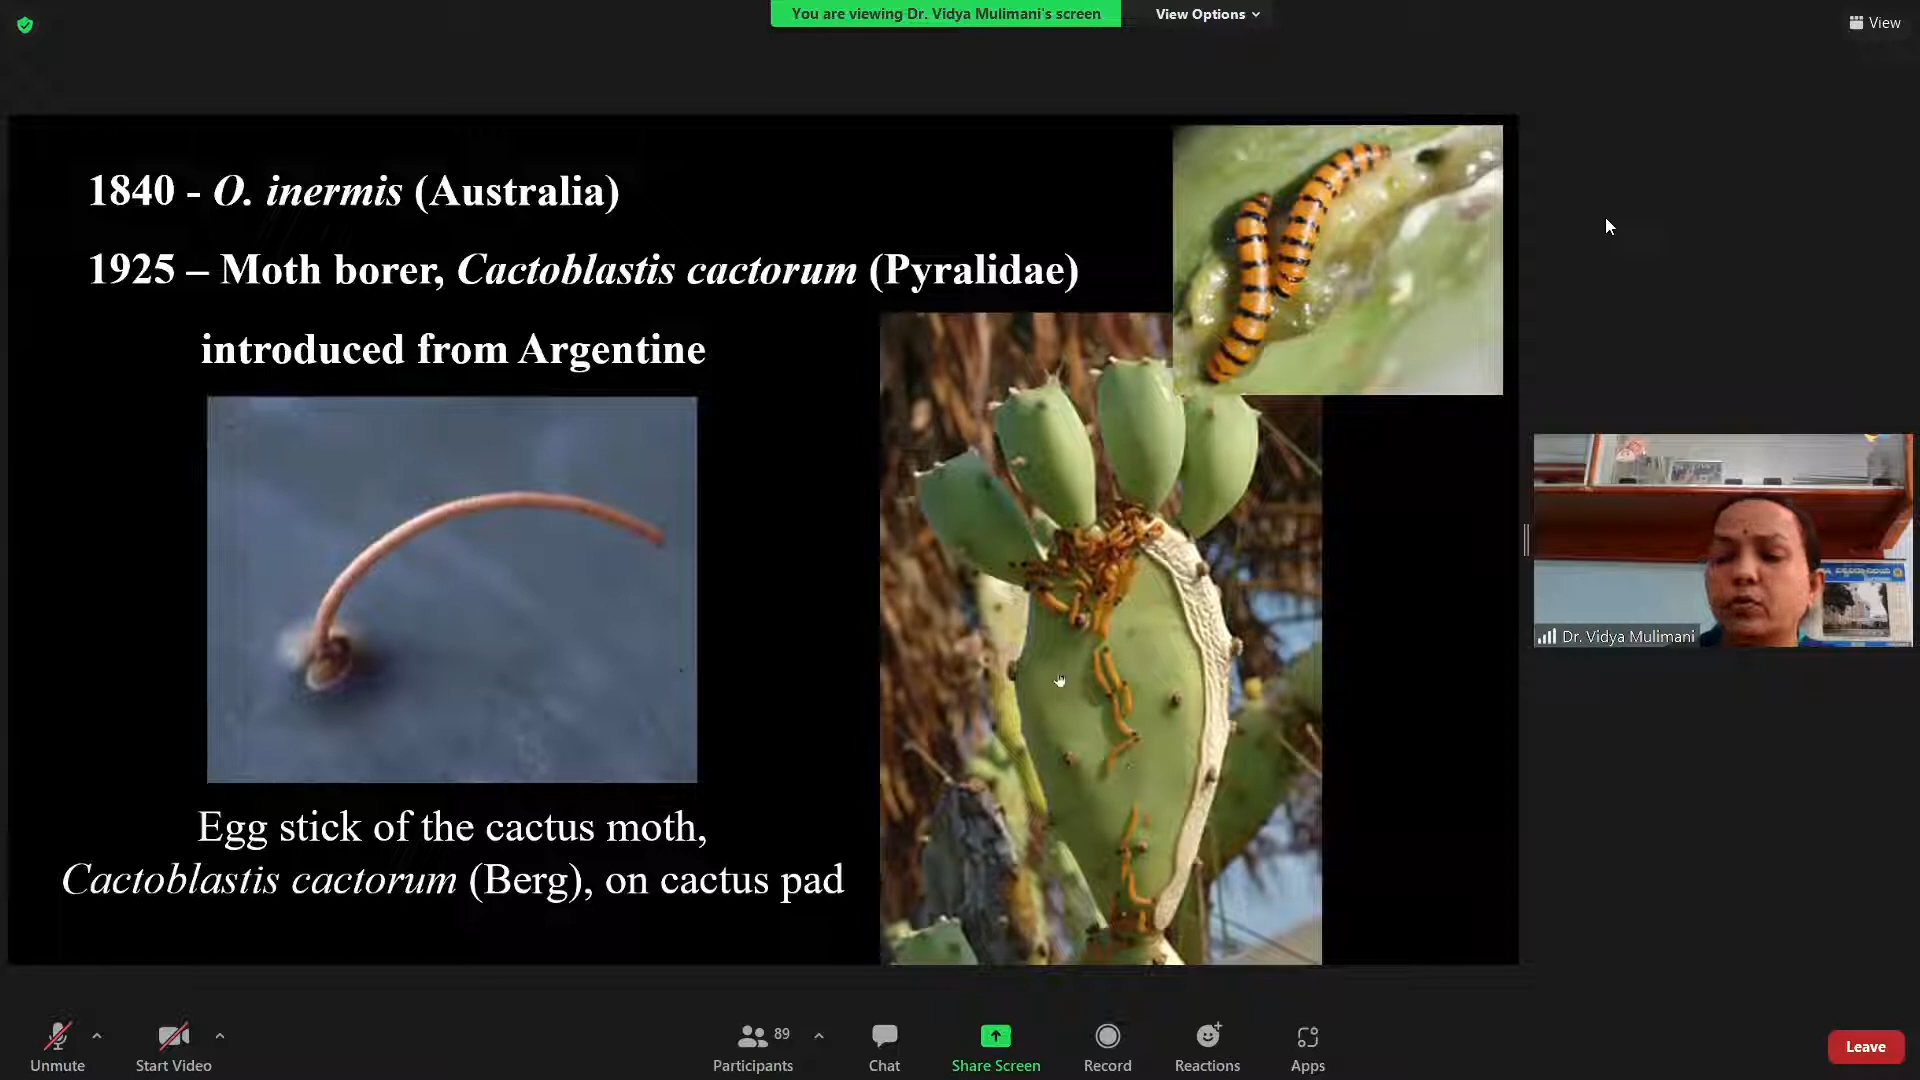 You are viewing Dr. Vidya Mulimani's screen
View Options
View
1840 - O. inermis (Australia)
1925 – Moth borer, Cactoblastis cactorum (Pyralidae)
introduced from Argentine
Egg stick of the cactus moth,
Cactoblastis cactorum (Berg), on cactus pad
Dr. Vidya Mulimani
Unmute
Start Video
89
Participants
Chat
Share Screen
Record
Reactions
Apps
Leave